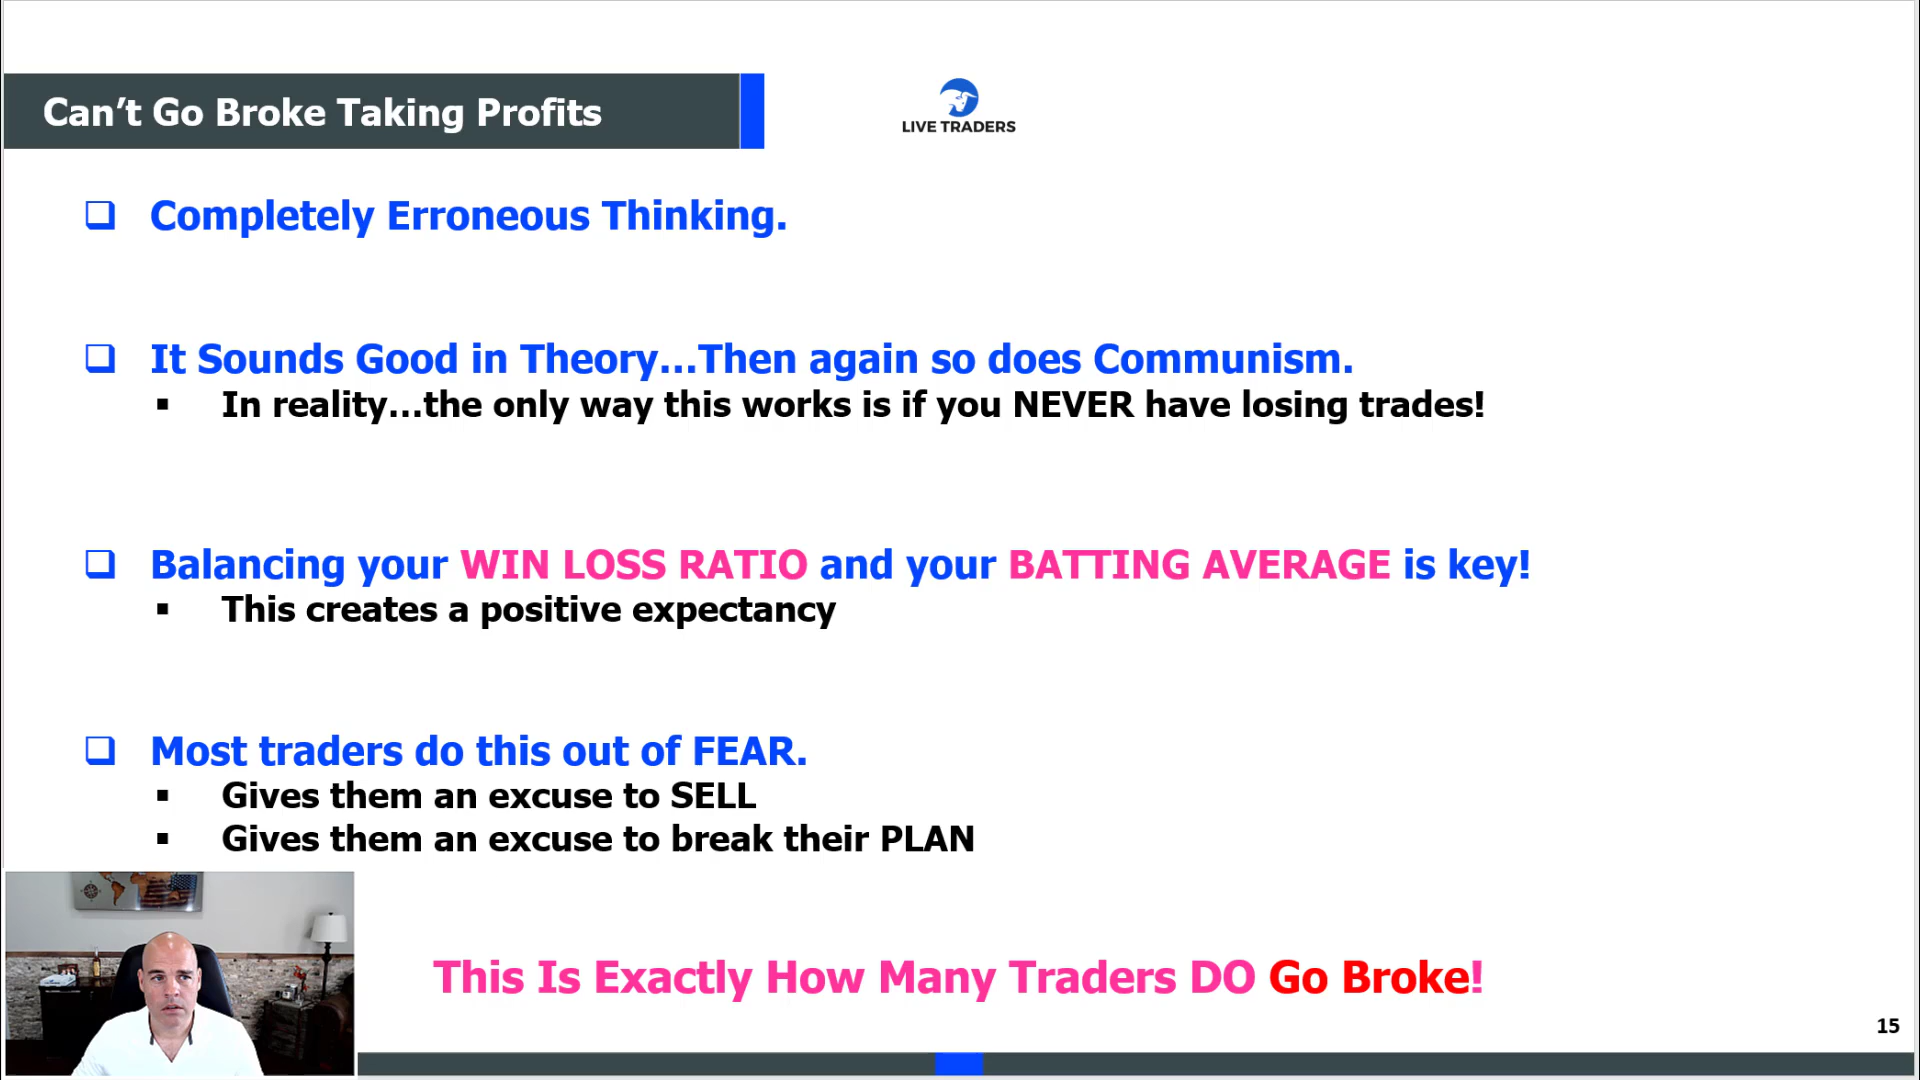 Can’t Go Broke Taking Profits
LIVE TRADERS
Completely Erroneous Thinking.
It Sounds Good in Theory...Then again so does Communism.
In reality...the only way this works is if you NEVER have losing trades!
Balancing your WIN LOSS RATIO and your BATTING AVERAGE is key!
This creates a positive expectancy
Most traders do this out of FEAR.
Gives them an excuse to SELL
Gives them an excuse to break their PLAN
This Is Exactly How Many Traders DO Go Broke!
15